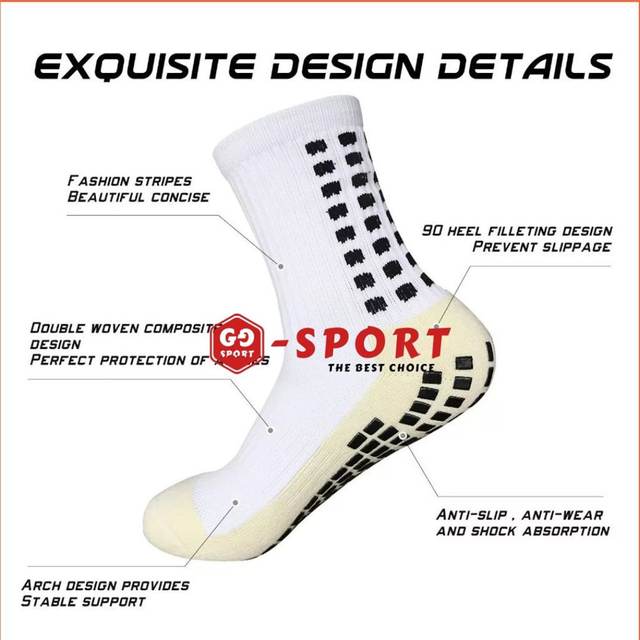 EXQUISITE DESIGN DETAILS
FASHION STRIPES
BEAUTIFUL CONCISE
90 HEEL FILLETING DESIGN
PREVENT SLIPPAGE
DOUBLE WOVEN COMPOSITE
DESIGN
PERFECT PROTECTION OF
GG
SPORT
-SPORT
THE BEST CHOICE
ANTI-SLIP , ANTI-WEAR
AND SHOCK ABSORPTION
ARCH DESIGN PROVIDES
STABLE SUPPORT